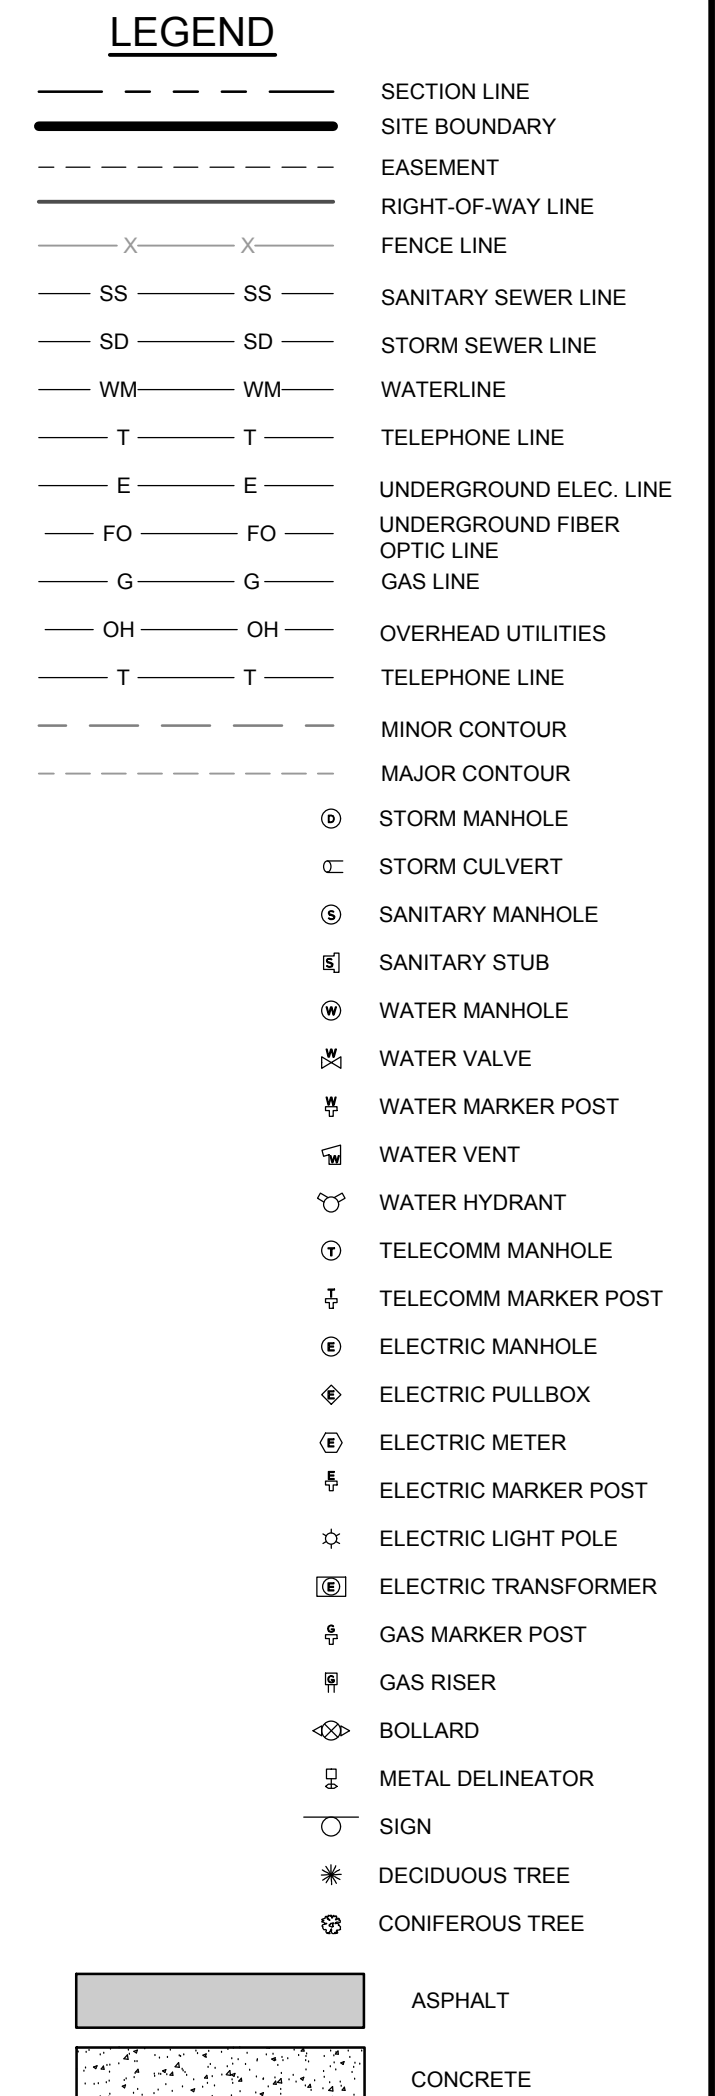 LEGEND
SECTION LINE
SITE BOUNDARY
EASEMENT
RIGHT-OF-WAY LINE
X X FENCE LINE
SS SS SANITARY SEWER LINE
SD SD STORM SEWER LINE
WM WM WATERLINE
T T TELEPHONE LINE
E E UNDERGROUND ELEC. LINE
FO FO UNDERGROUND FIBER
OPTIC LINE
G G GAS LINE
OH OH OVERHEAD UTILITIES
T T TELEPHONE LINE
MINOR CONTOUR
MAJOR CONTOUR
D STORM MANHOLE
STORM CULVERT
S SANITARY MANHOLE
S SANITARY STUB
W WATER MANHOLE
W WATER VALVE
W WATER MARKER POST
W WATER VENT
WATER HYDRANT
T TELECOMM MANHOLE
T TELECOMM MARKER POST
E ELECTRIC MANHOLE
E ELECTRIC PULLBOX
E ELECTRIC METER
E ELECTRIC MARKER POST
ELECTRIC LIGHT POLE
E ELECTRIC TRANSFORMER
G GAS MARKER POST
G GAS RISER
BOLLARD
METAL DELINEATOR
SIGN
DECIDUOUS TREE
CONIFEROUS TREE
ASPHALT
CONCRETE